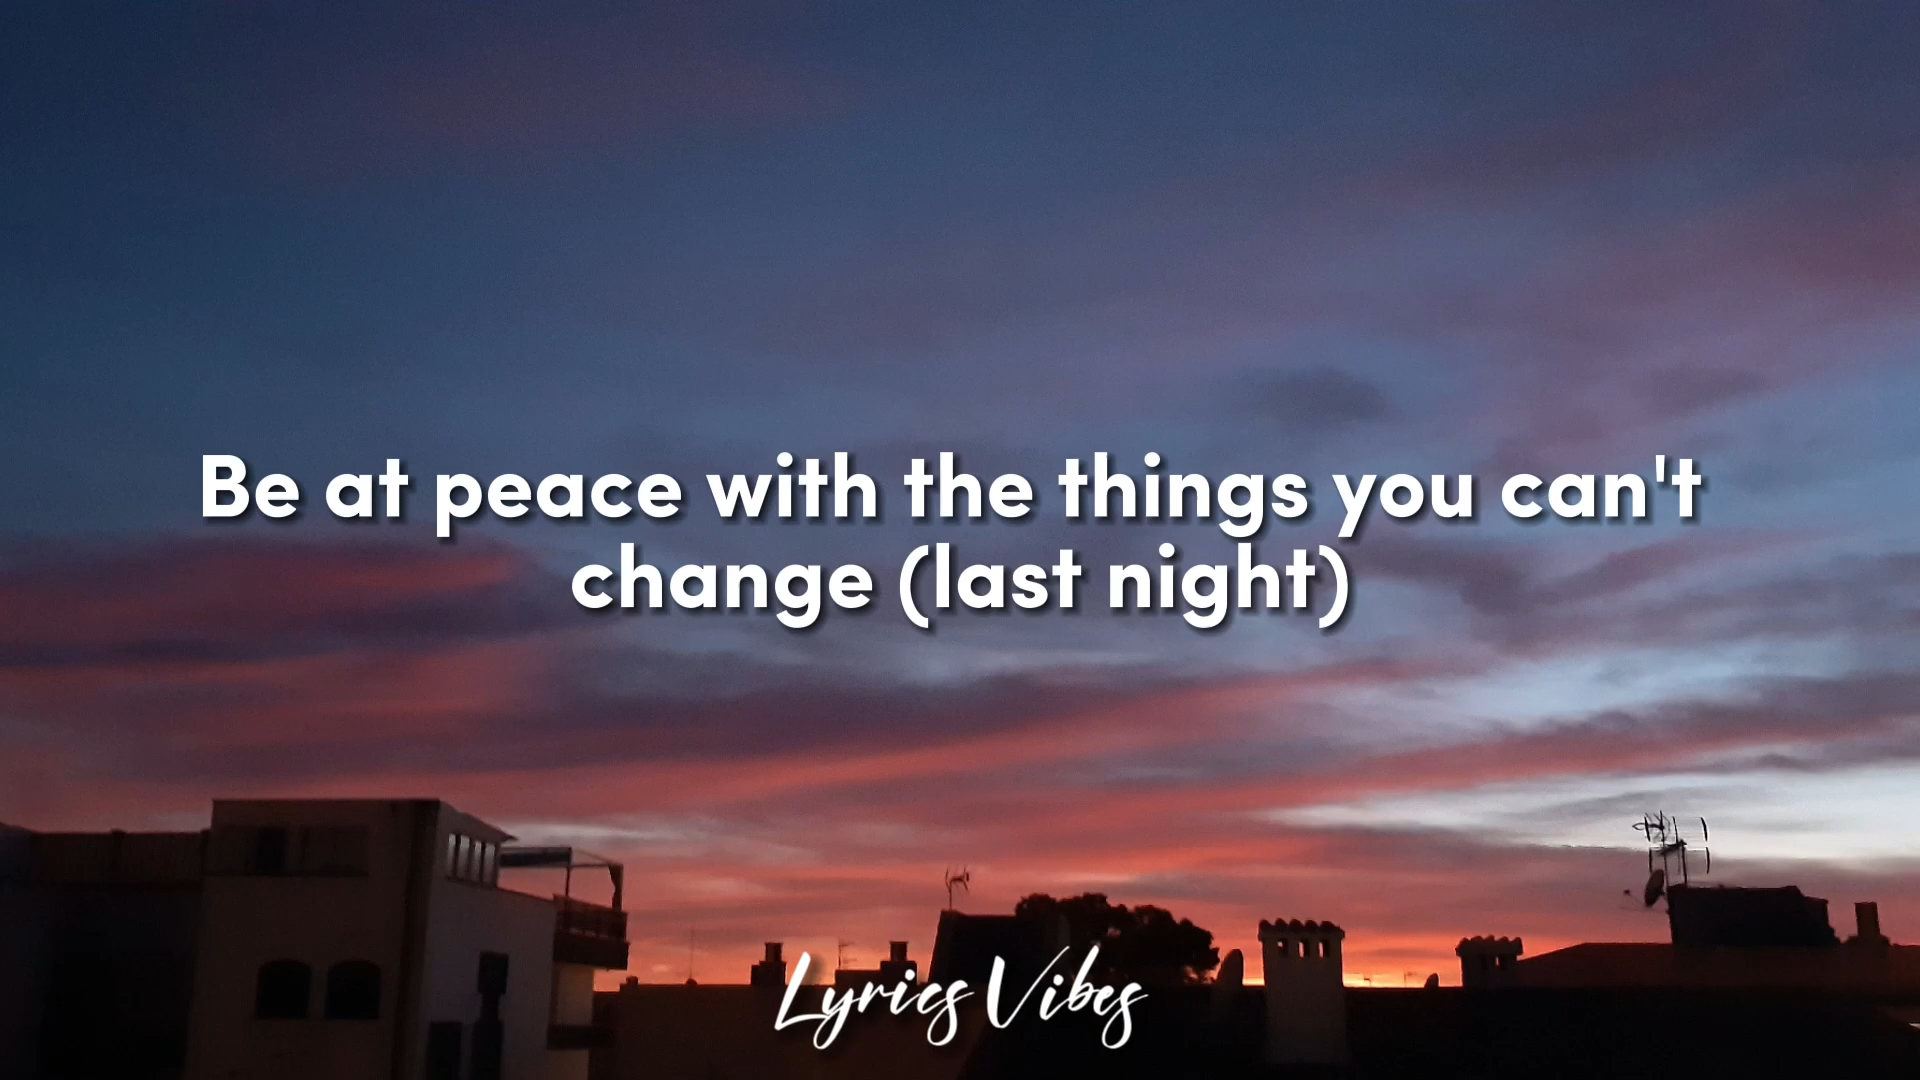 Be at peace with the things you can't
change (last night)
Lyrics Vibes